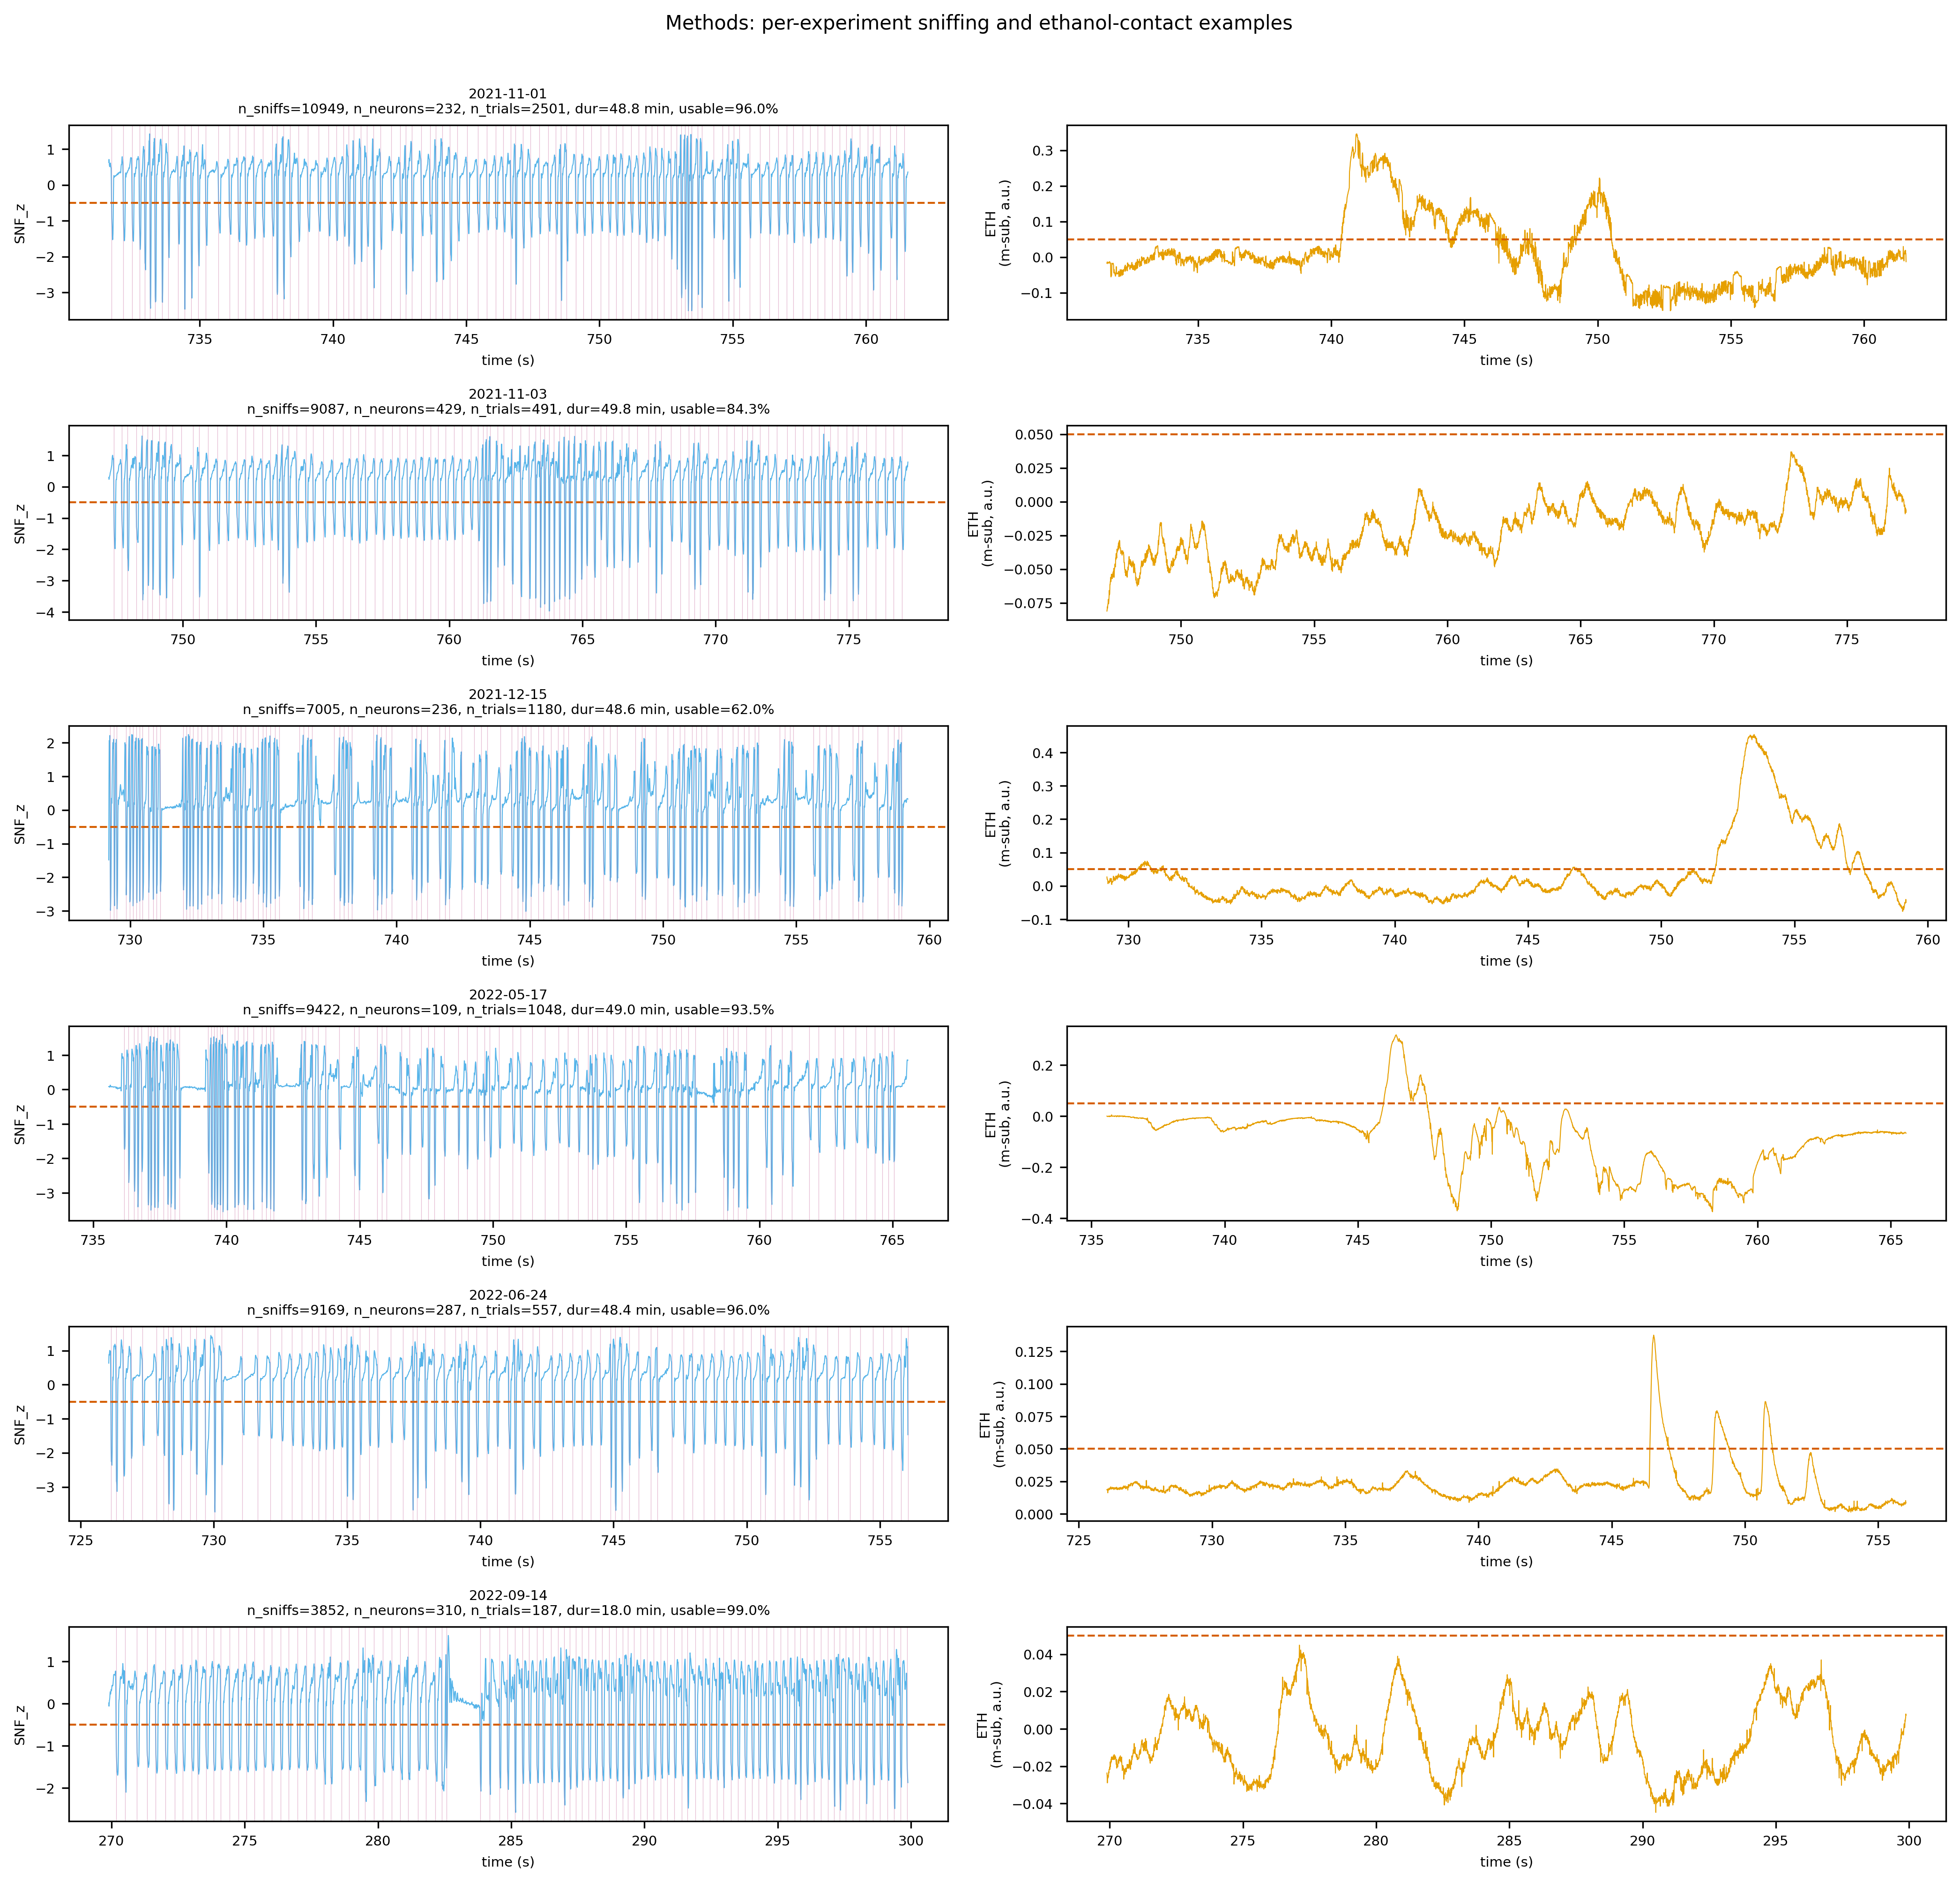 Methods: per-experiment sniffing and ethanol-contact examples
2021-11-01
n_sniffs=10949, n_neurons=232, n_trials=2501, dur=48.8 min, usable=96.0%
SNF_z
1
0
−1
−2
−3
735 740 745 750 755 760
time (s)
ETH
(m-sub, a.u.)
0.3
0.2
0.1
0.0
−0.1
735 740 745 750 755 760
time (s)
2021-11-03
n_sniffs=9087, n_neurons=429, n_trials=491, dur=49.8 min, usable=84.3%
SNF_z
1
0
−1
−2
−3
−4
750 755 760 765 770 775
time (s)
ETH
(m-sub, a.u.)
0.050
0.025
0.000
−0.025
−0.050
−0.075
750 755 760 765 770 775
time (s)
2021-12-15
n_sniffs=7005, n_neurons=236, n_trials=1180, dur=48.6 min, usable=62.0%
SNF_z
2
1
0
−1
−2
−3
730 735 740 745 750 755 760
time (s)
ETH
(m-sub, a.u.)
0.4
0.3
0.2
0.1
0.0
−0.1
730 735 740 745 750 755 760
time (s)
2022-05-17
n_sniffs=9422, n_neurons=109, n_trials=1048, dur=49.0 min, usable=93.5%
SNF_z
1
0
−1
−2
−3
735 740 745 750 755 760 765
time (s)
ETH
(m-sub, a.u.)
0.2
0.0
−0.2
−0.4
735 740 745 750 755 760 765
time (s)
2022-06-24
n_sniffs=9169, n_neurons=287, n_trials=557, dur=48.4 min, usable=96.0%
SNF_z
1
0
−1
−2
−3
725 730 735 740 745 750 755
time (s)
ETH
(m-sub, a.u.)
0.125
0.100
0.075
0.050
0.025
0.000
725 730 735 740 745 750 755
time (s)
2022-09-14
n_sniffs=3852, n_neurons=310, n_trials=187, dur=18.0 min, usable=99.0%
SNF_z
1
0
−1
−2
270 275 280 285 290 295 300
time (s)
ETH
(m-sub, a.u.)
0.04
0.02
0.00
−0.02
−0.04
270 275 280 285 290 295 300
time (s)